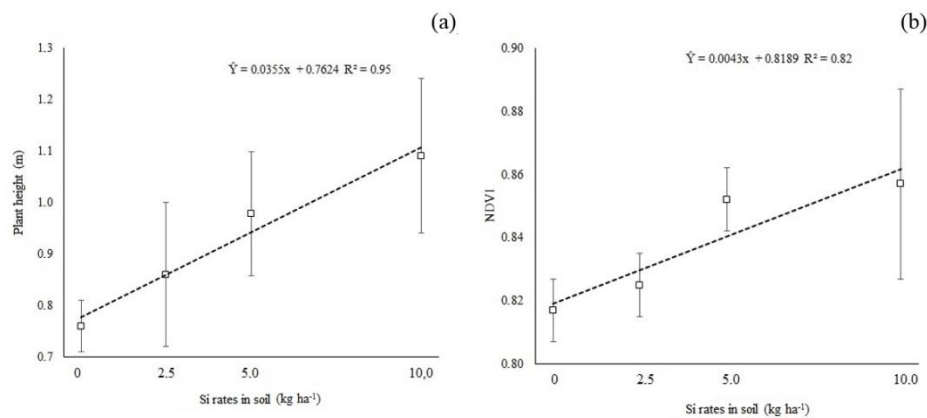 (a)
Ŷ = 0.0355x + 0.7624 R² = 0.95
Plant height (m)
1.3
1.2
1.1
1.0
0.9
0.8
0.7
0
2.5
5.0
10,0
Si rates in soil (kg ha⁻¹)
(b)
Ŷ = 0.0043x + 0.8189 R² = 0.82
NDVI
0.90
0.88
0.86
0.84
0.82
0.80
0
2.5
5.0
10.0
Si rates in soil (kg ha⁻¹)